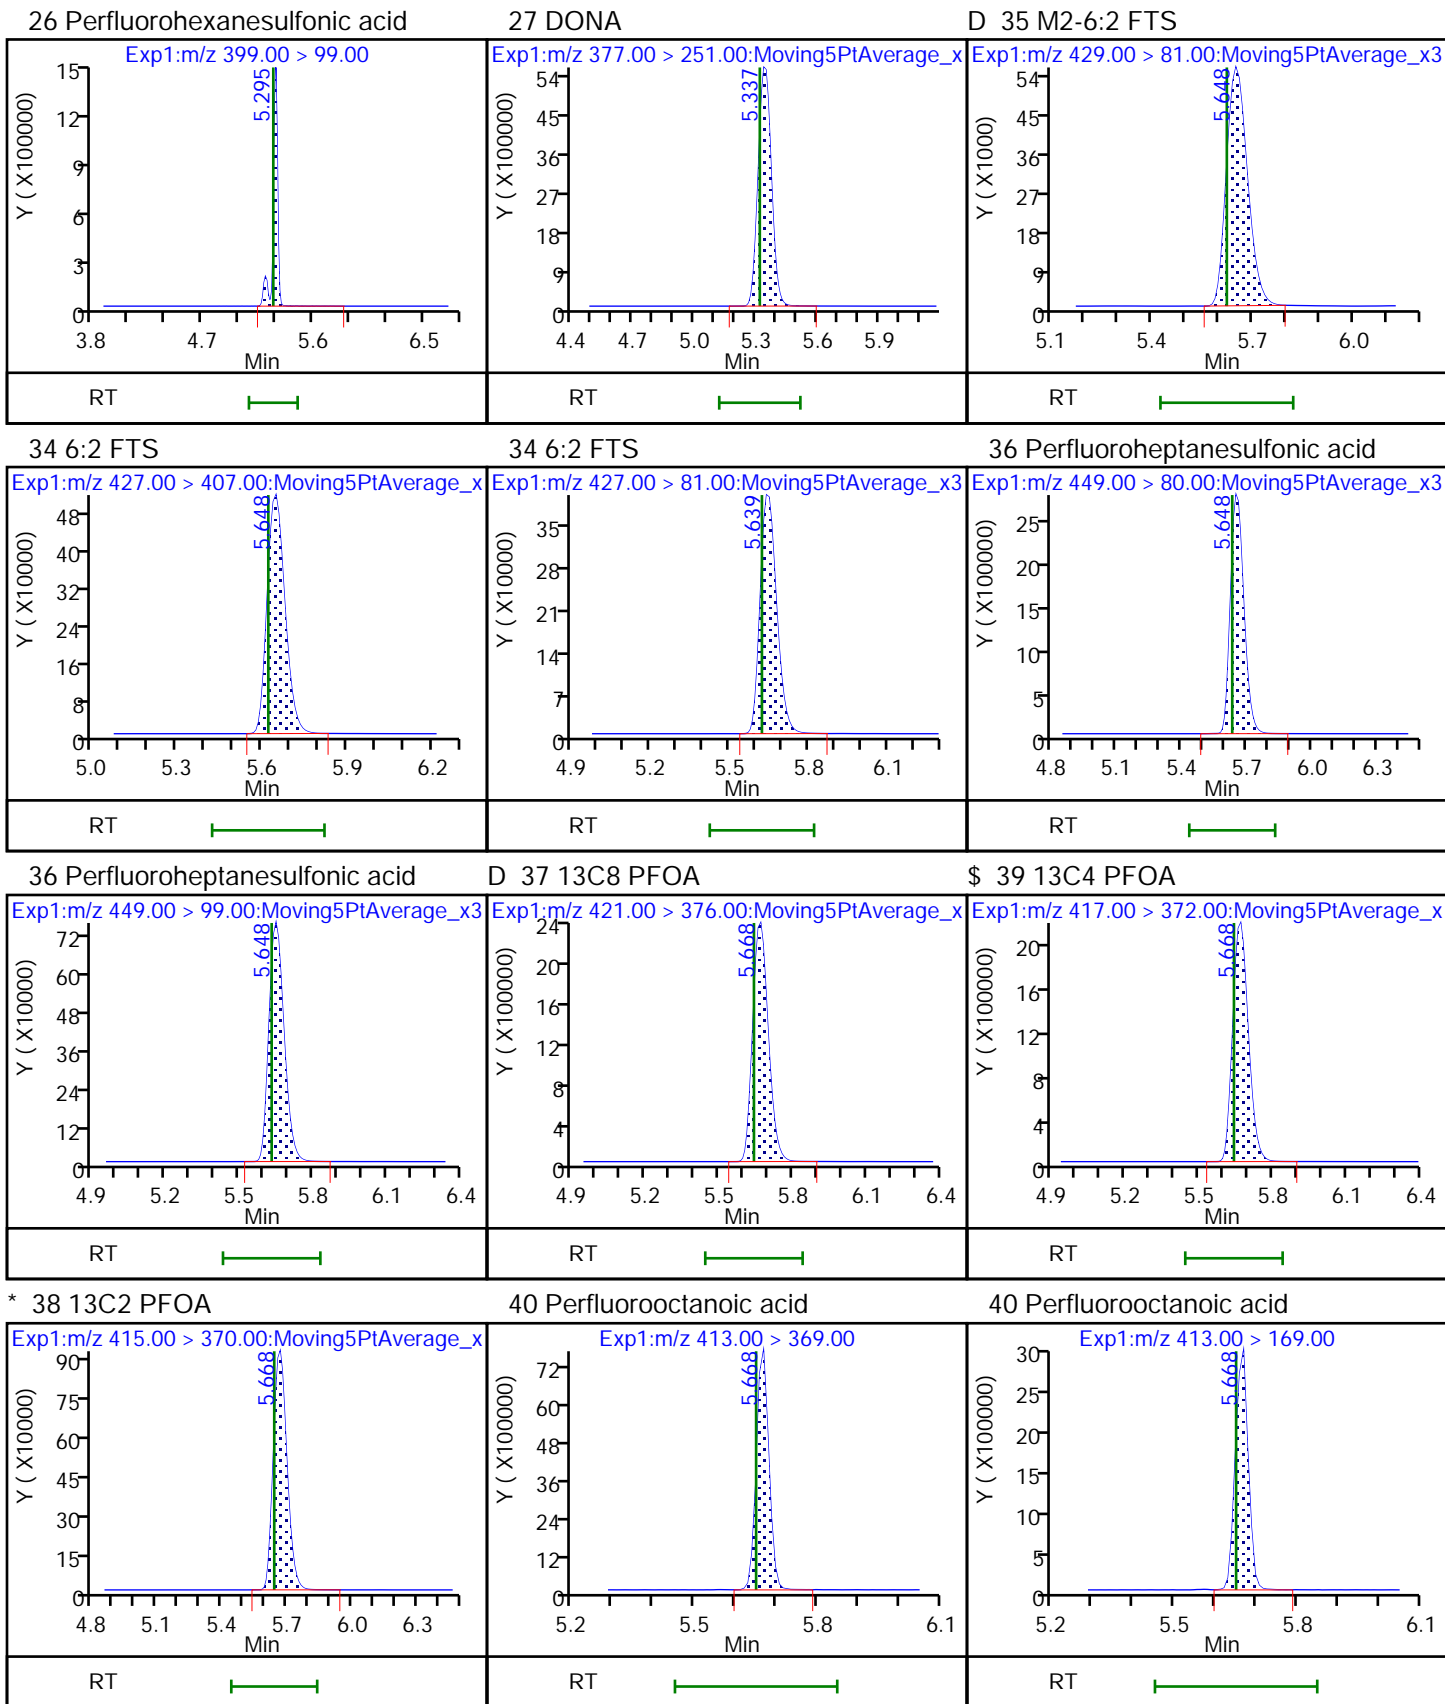 26 Perfluorohexanesulfonic acid
Exp1:m/z 399.00 > 99.00
5.295
Y ( X100000)
15
12
9
6
3
0
3.8 4.7 5.6 6.5
Min
RT
27 DONA
Exp1:m/z 377.00 > 251.00:Moving5PtAverage_x
5.337
Y ( X100000)
54
45
36
27
18
9
0
4.4 4.7 5.0 5.3 5.6 5.9
Min
RT
D 35 M2-6:2 FTS
Exp1:m/z 429.00 > 81.00:Moving5PtAverage_x3
5.648
Y ( X1000)
54
45
36
27
18
9
0
5.1 5.4 5.7 6.0
Min
RT
34 6:2 FTS
Exp1:m/z 427.00 > 407.00:Moving5PtAverage_x
5.648
Y ( X10000)
48
40
32
24
16
8
0
5.0 5.3 5.6 5.9 6.2
Min
RT
34 6:2 FTS
Exp1:m/z 427.00 > 81.00:Moving5PtAverage_x3
5.639
Y ( X10000)
35
28
21
14
7
0
4.9 5.2 5.5 5.8 6.1
Min
RT
36 Perfluoroheptanesulfonic acid
Exp1:m/z 449.00 > 80.00:Moving5PtAverage_x3
5.648
Y ( X100000)
25
20
15
10
5
0
4.8 5.1 5.4 5.7 6.0 6.3
Min
RT
36 Perfluoroheptanesulfonic acid
Exp1:m/z 449.00 > 99.00:Moving5PtAverage_x3
5.648
Y ( X10000)
72
60
48
36
24
12
0
4.9 5.2 5.5 5.8 6.1 6.4
Min
RT
D 37 13C8 PFOA
Exp1:m/z 421.00 > 376.00:Moving5PtAverage_x
5.668
Y ( X100000)
24
20
16
12
8
4
0
4.9 5.2 5.5 5.8 6.1 6.4
Min
RT
$ 39 13C4 PFOA
Exp1:m/z 417.00 > 372.00:Moving5PtAverage_x
5.668
Y ( X100000)
20
16
12
8
4
0
4.9 5.2 5.5 5.8 6.1 6.4
Min
RT
* 38 13C2 PFOA
Exp1:m/z 415.00 > 370.00:Moving5PtAverage_x
5.668
Y ( X100000)
90
75
60
45
30
15
0
4.8 5.1 5.4 5.7 6.0 6.3
Min
RT
40 Perfluorooctanoic acid
Exp1:m/z 413.00 > 369.00
5.668
Y ( X100000)
72
60
48
36
24
12
0
5.2 5.5 5.8 6.1
Min
RT
40 Perfluorooctanoic acid
Exp1:m/z 413.00 > 169.00
5.668
Y ( X100000)
30
25
20
15
10
5
0
5.2 5.5 5.8 6.1
Min
RT